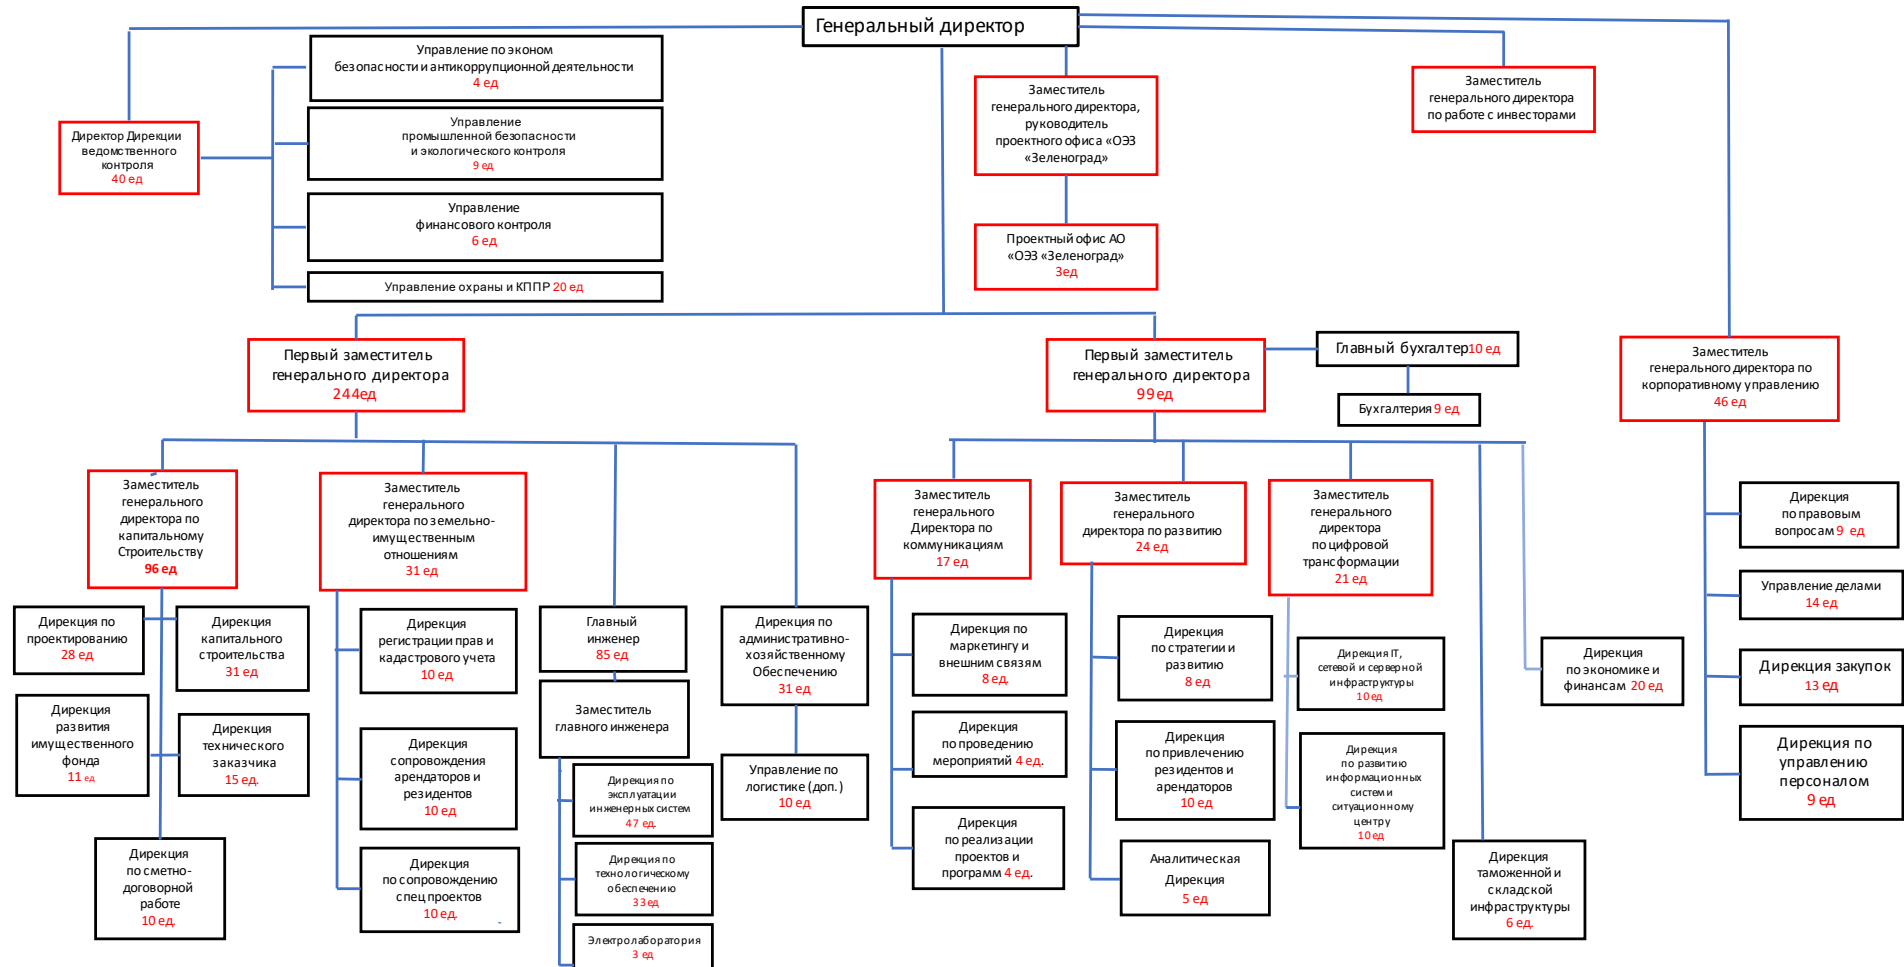 Генеральный директор
Управление по эконом
безопасности и антикоррупционной деятельности
4 ед
Управление
промышленной безопасности
и экологического контроля
9 ед
Управление
финансового контроля
6 ед
Управление охраны и КППР 20 ед
Директор Дирекции
ведомственного
контроля
40 ед
Заместитель
генерального директора,
руководитель
проектного офиса «ОЭЗ
«Зеленоград»
Проектный офис АО
«ОЭЗ «Зеленоград»
3ед
Заместитель
генерального директора
по работе с инвесторами
Первый заместитель
генерального директора
244ед
Первый заместитель
генерального директора
99ед
Главный бухгалтер10 ед
Бухгалтерия 9 ед
Заместитель
генерального директора по
корпоративному управлению
46 ед
Заместитель
генерального
директора по
капитальному
Строительству
96 ед
Заместитель
генерального
директора по земельно-
имущественным
отношениям
31 ед
Заместитель
генерального
Директора по
коммуникациям
17 ед
Заместитель
генерального
директора по развитию
24 ед
Заместитель
генерального
директора
по цифровой
трансформации
21 ед
Дирекция
по правовым
вопросам 9 ед
Управление делами
14 ед
Дирекция закупок
13 ед
Дирекция по
управлению
персоналом
9 ед
Дирекция по
проектированию
28 ед
Дирекция
капитального
строительства
31 ед
Дирекция
развития
имущественного
фонда
11 ед
Дирекция
технического
заказчика
15 ед.
Дирекция
по сметно-
договорной
работе
10 ед.
Дирекция
регистрации прав и
кадастрового учета
10 ед
Дирекция
сопровождения
арендаторов и
резидентов
10 ед
Дирекция
по сопровождению
спец проектов
10 ед.
Главный
инженер
85 ед
Заместитель
главного инженера
Дирекция по
эксплуатации
инженерных систем
47 ед.
Дирекция по
технологическому
обеспечению
33ед
Электролаборатория
3 ед
Дирекция по
административно-
хозяйственному
Обеспечению
31 ед
Управление по
логистике (доп.)
10 ед
Дирекция по
маркетингу и
внешним связям
8 ед.
Дирекция
по проведению
мероприятий 4 ед.
Дирекция
по реализации
проектов и
программ 4 ед.
Дирекция
по стратегии и
развитию
8 ед
Дирекция
по привлечению
резидентов и
арендаторов
10 ед
Аналитическая
Дирекция
5 ед
Дирекция IT,
сетевой и серверной
инфраструктуры
10 ед
Дирекция
по развитию
информационных
систем и
ситуационному
центру
10 ед
Дирекция
таможенной и
складской
инфраструктуры
6 ед.
Дирекция
по экономике и
финансам 20 ед